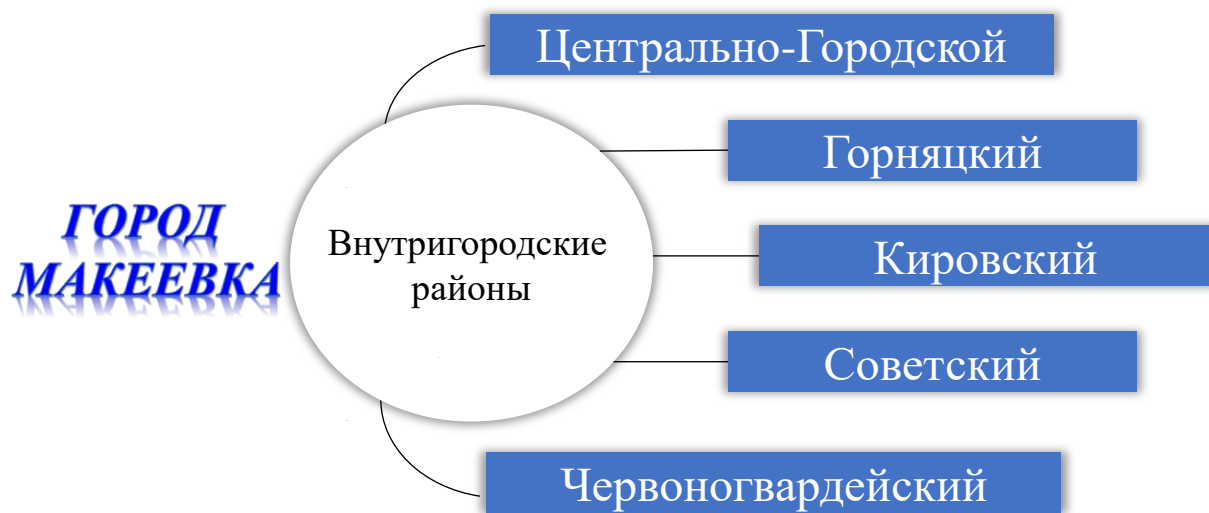 ГОРОД
МАКЕЕВКА
Внутригородские
районы
Центрально-Городской
Горняцкий
Кировский
Советский
Червоногвардейский